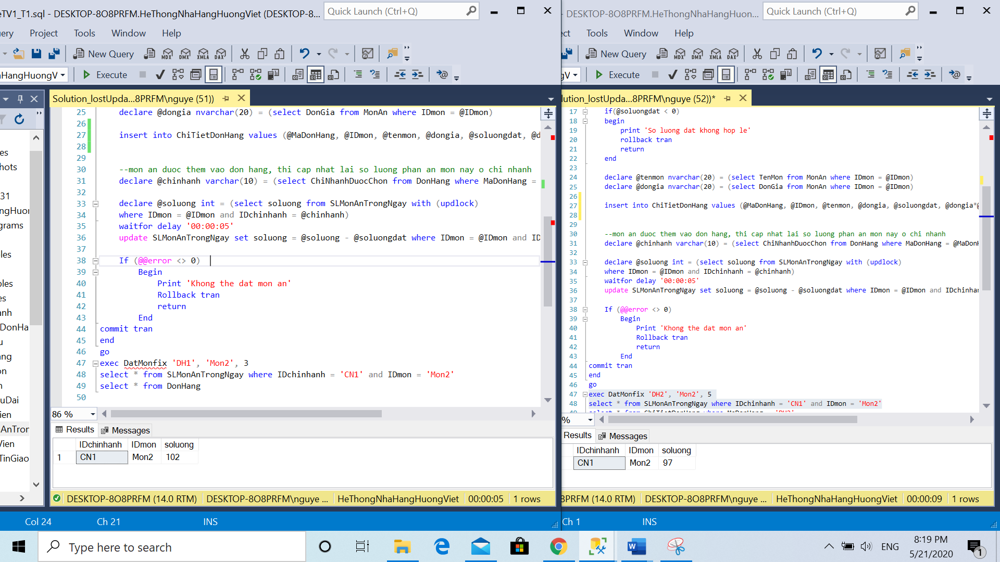 eTV1_T1.sql - DESKTOP-8O8PRFM.HeThongNhaHangHuongViet (DESKTOP-8...
Quick Launch (Ctrl+Q)
ery Project Tools Window Help
New Query
MDX DMX XMLA DAX
aHangHuongV Execute
Solution_lostUpda...8PRFM\nguye (51))
es
hots
31
ngHuor
grams
les
oles
es
anh
DonHa
u
ang
on
n
uDai
ien
AnTror
Vien
TinGiao
25 declare @dongia nvarchar(20) = (select DonGia from MonAn where IDmon = @IDmon)
26
27 insert into ChiTietDonHang values (@MaDonHang, @IDmon, @tenmon, @dongia, @soluongdat, @d
28
29
30 --mon an duoc them vao don hang, thi cap nhat lai so luong phan an mon nay o chi nhanh
31 declare @chinhanh varchar(10) = (select ChiNhanhDuocChon from DonHang where MaDonHang =
32
33 declare @soluong int = (select soluong from SLMonAnTrongNgay with (updlock)
34 where IDmon = @IDmon and IDchinhanh = @chinhanh)
35 waitfor delay '00:00:05'
36 update SLMonAnTrongNgay set soluong = @soluong - @soluongdat where IDmon = @IDmon and ID
37
38 If (@@error <> 0)
39 Begin
40 Print 'Khong the dat mon an'
41 Rollback tran
42 return
43 End
44 commit tran
45 end
46 go
47 exec DatMonfix 'DH1', 'Mon2', 3
48 select * from SLMonAnTrongNgay where IDchinhanh = 'CN1' and IDmon = 'Mon2'
49 select * from DonHang
50
86 %
Results Messages
IDchinhanh IDmon soluong
1 CN1 Mon2 102
DESKTOP-8O8PRFM (14.0 RTM) DESKTOP-8O8PRFM\nguye ... HeThongNhaHangHuongViet 00:00:05 1 rows
Col 24 Ch 21 INS
- DESKTOP-8O8PRFM.HeThongNhaHangHuon...
Quick Launch (Ctrl+Q)
ct Tools Window Help
New Query
MDX DMX XMLA DAX
gV Execute
lution_lostUpda...8PRFM\nguye (52))*
17 if(@soluongdat < 0)
18 begin
19 print 'So luong dat khong hop le'
20 rollback tran
21 return
22 end
23
24 declare @tenmon nvarchar(20) = (select TenMon from MonAn where IDmon = @IDmon)
25 declare @dongia nvarchar(20) = (select DonGia from MonAn where IDmon = @IDmon)
26
27 insert into ChiTietDonHang values (@MaDonHang, @IDmon, @tenmon, @dongia, @soluongdat, @dongia*@
28
29
30 --mon an duoc them vao don hang, thi cap nhat lai so luong phan an mon nay o chi nhanh
31 declare @chinhanh varchar(10) = (select ChiNhanhDuocChon from DonHang where MaDonHang = @MaDonH
32
33 declare @soluong int = (select soluong from SLMonAnTrongNgay with (updlock)
34 where IDmon = @IDmon and IDchinhanh = @chinhanh)
35 waitfor delay '00:00:05'
36 update SLMonAnTrongNgay set soluong = @soluong - @soluongdat where IDmon = @IDmon and IDchinhan
37
38 If (@@error <> 0)
39 Begin
40 Print 'Khong the dat mon an'
41 Rollback tran
42 return
43 End
44 commit tran
45 end
46 go
47 exec DatMonfix 'DH2', 'Mon2', 5
48 select * from SLMonAnTrongNgay where IDchinhanh = 'CN1' and IDmon = 'Mon2'
%
Results Messages
IDchinhanh IDmon soluong
CN1 Mon2 97
8PRFM (14.0 RTM) DESKTOP-8O8PRFM\nguye ... HeThongNhaHangHuongViet 00:00:09 1 rows
Ch 1 INS
Type here to search
W
ENG
8:19 PM
5/21/2020
1